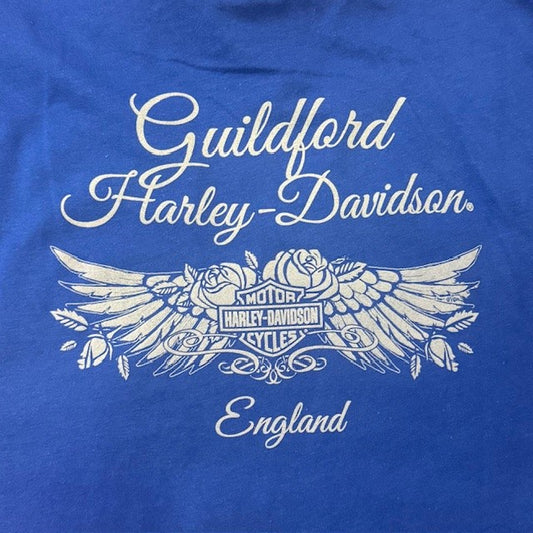 Guildford
Harley-Davidson®
MOTOR
HARLEY-DAVIDSON
CYCLES
England